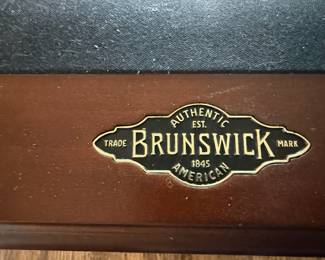 AUTHENTIC
EST.
TRADE BRUNSWICK MARK
1845
AMERICAN